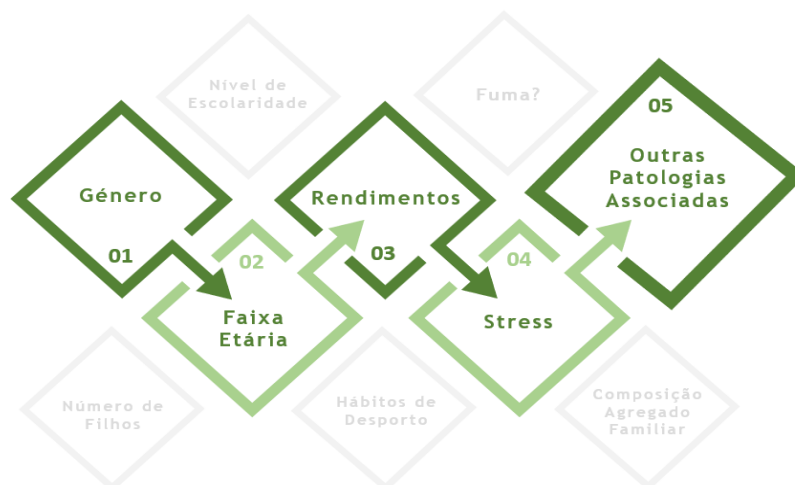 Nível de
Escolaridade
Fuma?
05
Outras
Patologias
Associadas
Género
Rendimentos
01
02
03
04
Faixa
Etária
Stress
Número de
Filhos
Hábitos de
Desporto
Composição
Agregado
Familiar